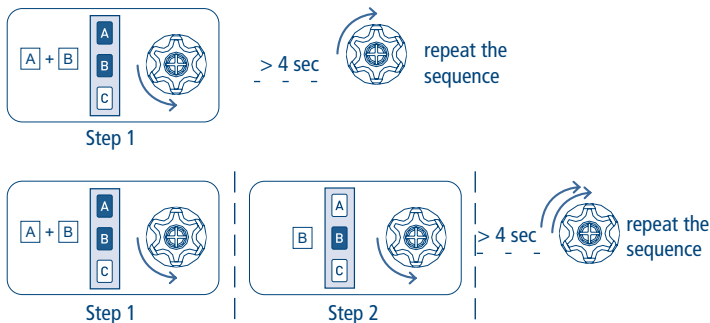 A + B
A
B
C
> 4 sec
repeat the
sequence
Step 1
A + B
A
B
C
B
A
B
C
> 4 sec
repeat the
sequence
Step 1
Step 2